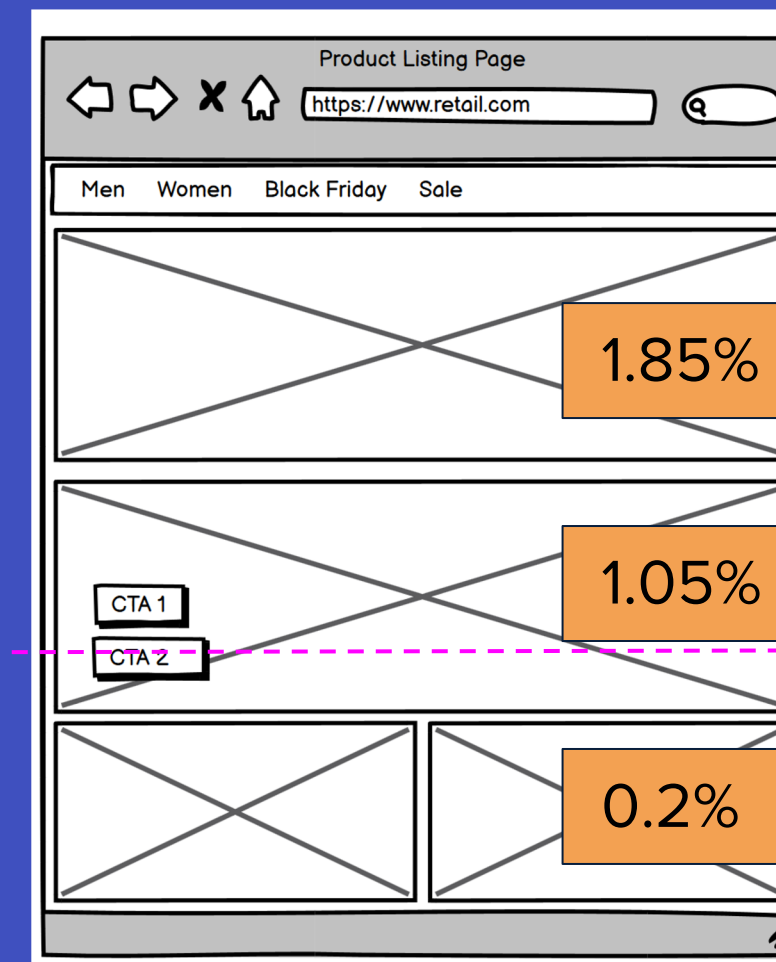 Product Listing Page
https://www.retail.com
Men Women Black Friday Sale
1.85%
1.05%
CTA 1
CTA 2
0.2%